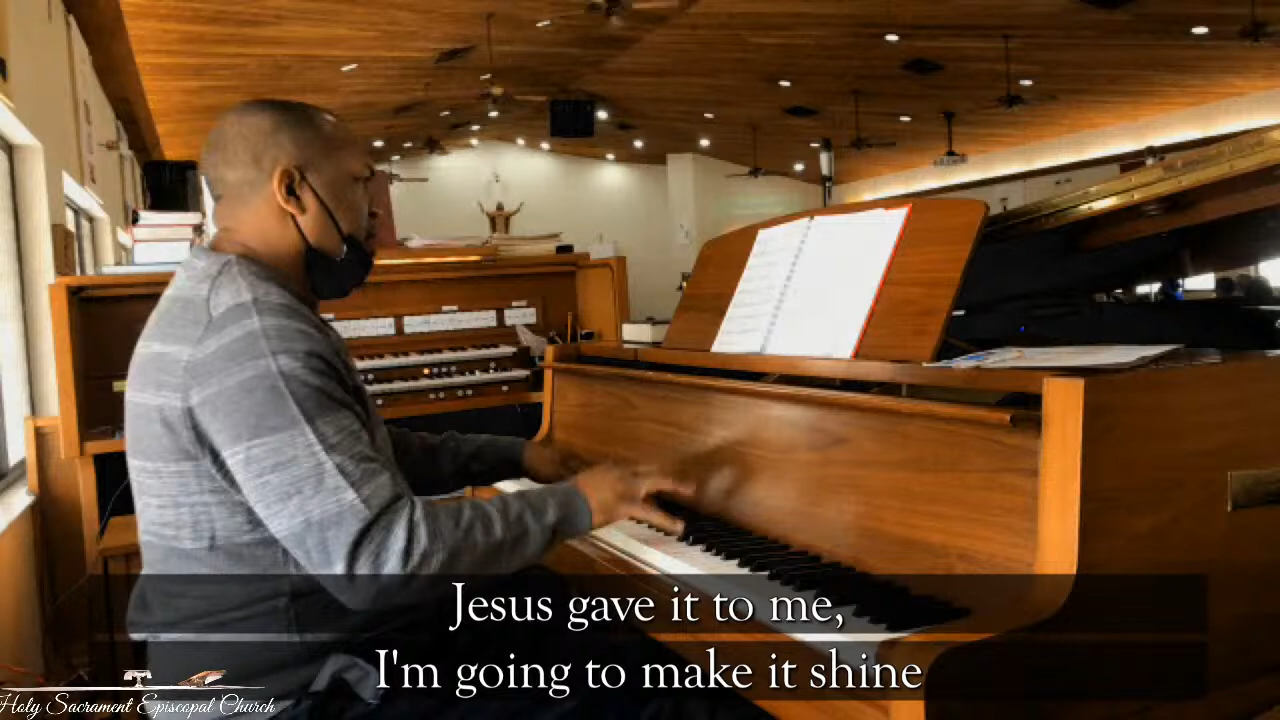 Jesus gave it to me,
I'm going to make it shine
Holy Sacrament Episcopal Church